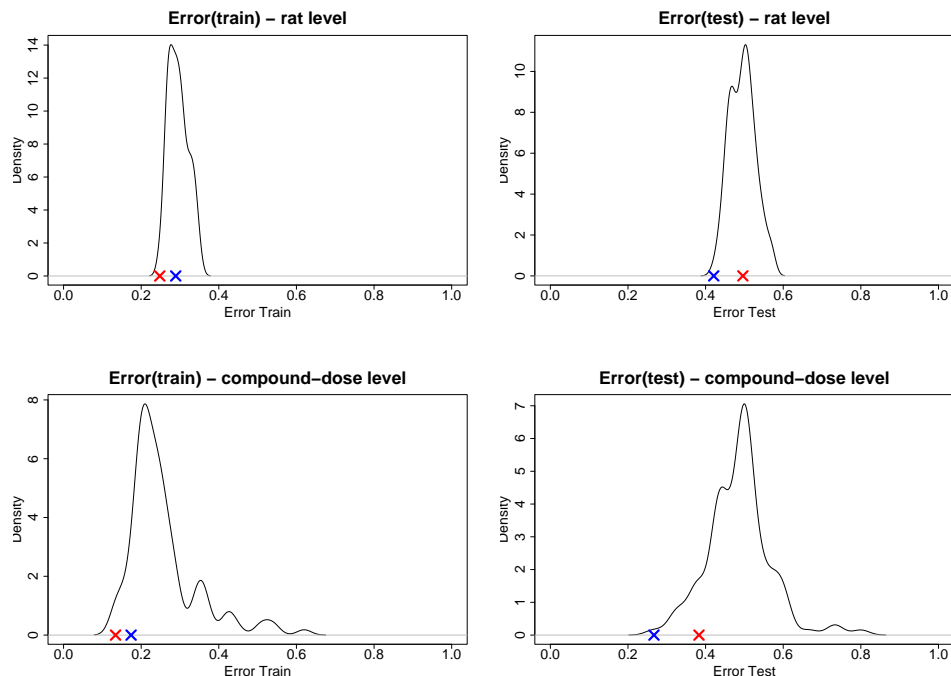 Error(train) − rat level
Density
0 2 4 6 8 10 12 14
0.0 0.2 0.4 0.6 0.8 1.0
Error Train
Error(test) − rat level
Density
0 2 4 6 8 10
0.0 0.2 0.4 0.6 0.8 1.0
Error Test
Error(train) − compound−dose level
Density
0 2 4 6 8
0.0 0.2 0.4 0.6 0.8 1.0
Error Train
Error(test) − compound−dose level
Density
0 1 2 3 4 5 6 7
0.0 0.2 0.4 0.6 0.8 1.0
Error Test